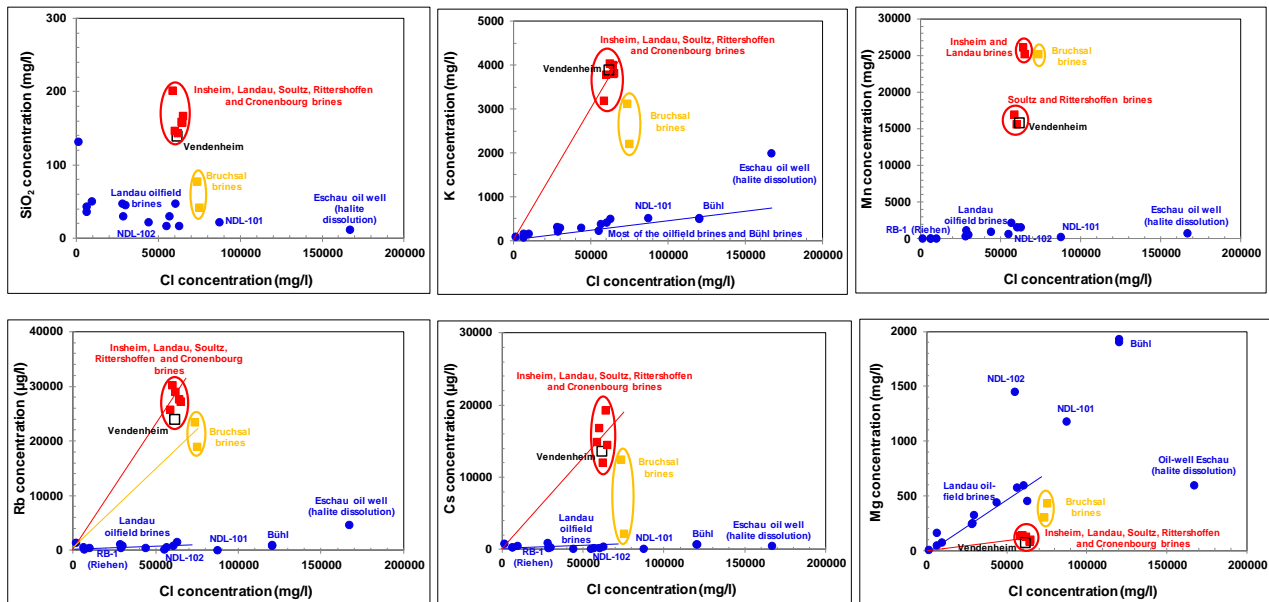 300
200
100
0
SiO2 concentration (mg/l)
Insheim, Landau, Soultz, Rittershoffen
and Cronenbourg brines
Vendenheim
Landau oilfield
brines
Bruchsal
brines
NDL-102
NDL-101
Eschau oil well
(halite
dissolution)
0 50000 100000 150000 200000
Cl concentration (mg/l)
5000
4000
3000
2000
1000
0
K concentration (mg/l)
Insheim, Landau, Soultz, Rittershoffen
and Cronenbourg brines
Vendenheim
Bruchsal
brines
Eschau oil well
(halite dissolution)
NDL-101
Bühl
Most of the oilfield brines and Bühl brines
0 50000 100000 150000 200000
Cl concentration (mg/l)
30000
25000
20000
15000
10000
5000
0
Mn concentration (mg/l)
Insheim and
Landau brines
Bruchsal
brines
Soultz and Rittershoffen brines
Vendenheim
Landau
oilfield brines
Eschau oil well
(halite dissolution)
RB-1 (Riehen)
NDL-101
NDL-102
0 50000 100000 150000 200000
Cl concentration (mg/l)
40000
30000
20000
10000
0
Rb concentration (µg/l)
Insheim, Landau, Soultz,
Rittershoffen and Cronenbourg
brines
Vendenheim
Bruchsal
brines
Eschau oil well
(halite dissolution)
Landau
oilfield brines
RB-1
(Riehen)
NDL-102
NDL-101
Bühl
0 50000 100000 150000 200000
Cl concentration (mg/l)
30000
20000
10000
0
Cs concentration (µg/l)
Insheim, Landau, Soultz, Rittershoffen
and Cronenbourg brines
Vendenheim
Bruchsal
brines
Landau
oilfield brines
RB-1
(Riehen)
NDL-102
NDL-101
Bühl
Eschau oil well
(halite dissolution)
0 50000 100000 150000 200000
Cl concentration (mg/l)
2000
1500
1000
500
0
Mg concentration (mg/l)
Bühl
NDL-102
NDL-101
Oil-well Eschau
(halite dissolution)
Landau oil-
field brines
Bruchsal
brines
Insheim, Landau, Soultz, Rittershoffen
and Cronenbourg brines
Vendenheim
0 50000 100000 150000 200000
Cl concentration (mg/l)